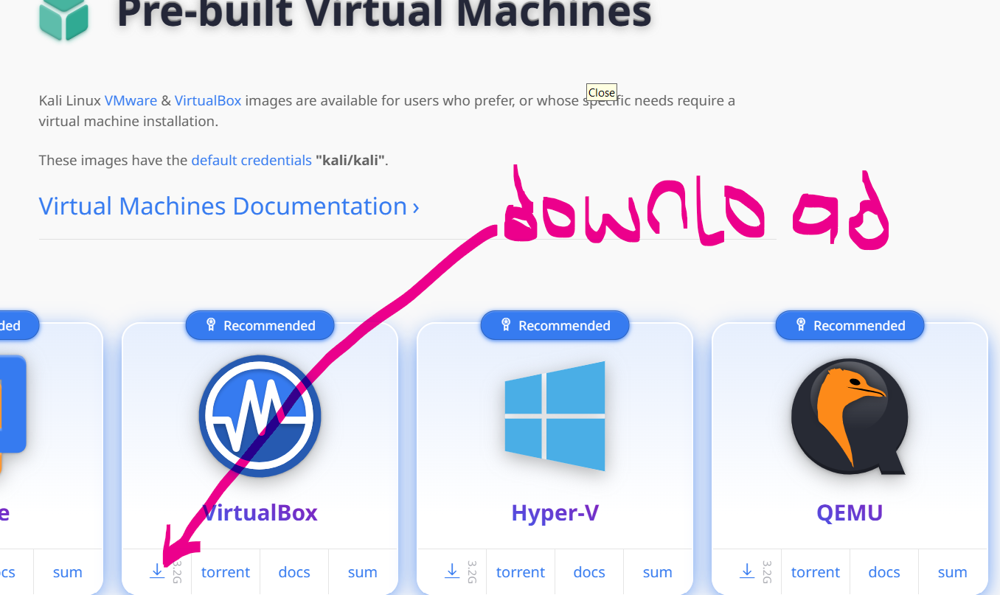 Pre-built Virtual Machines
Kali Linux VMware & VirtualBox images are available for users who prefer, or whose specific needs require a
Close
virtual machine installation.
These images have the default credentials "kali/kali".
Virtual Machines Documentation ›
download
ded Recommended Recommended Recommended
e VirtualBox Hyper-V QEMU
cs sum 3.2G torrent docs sum 3.2G torrent docs sum 3.2G torrent docs sum